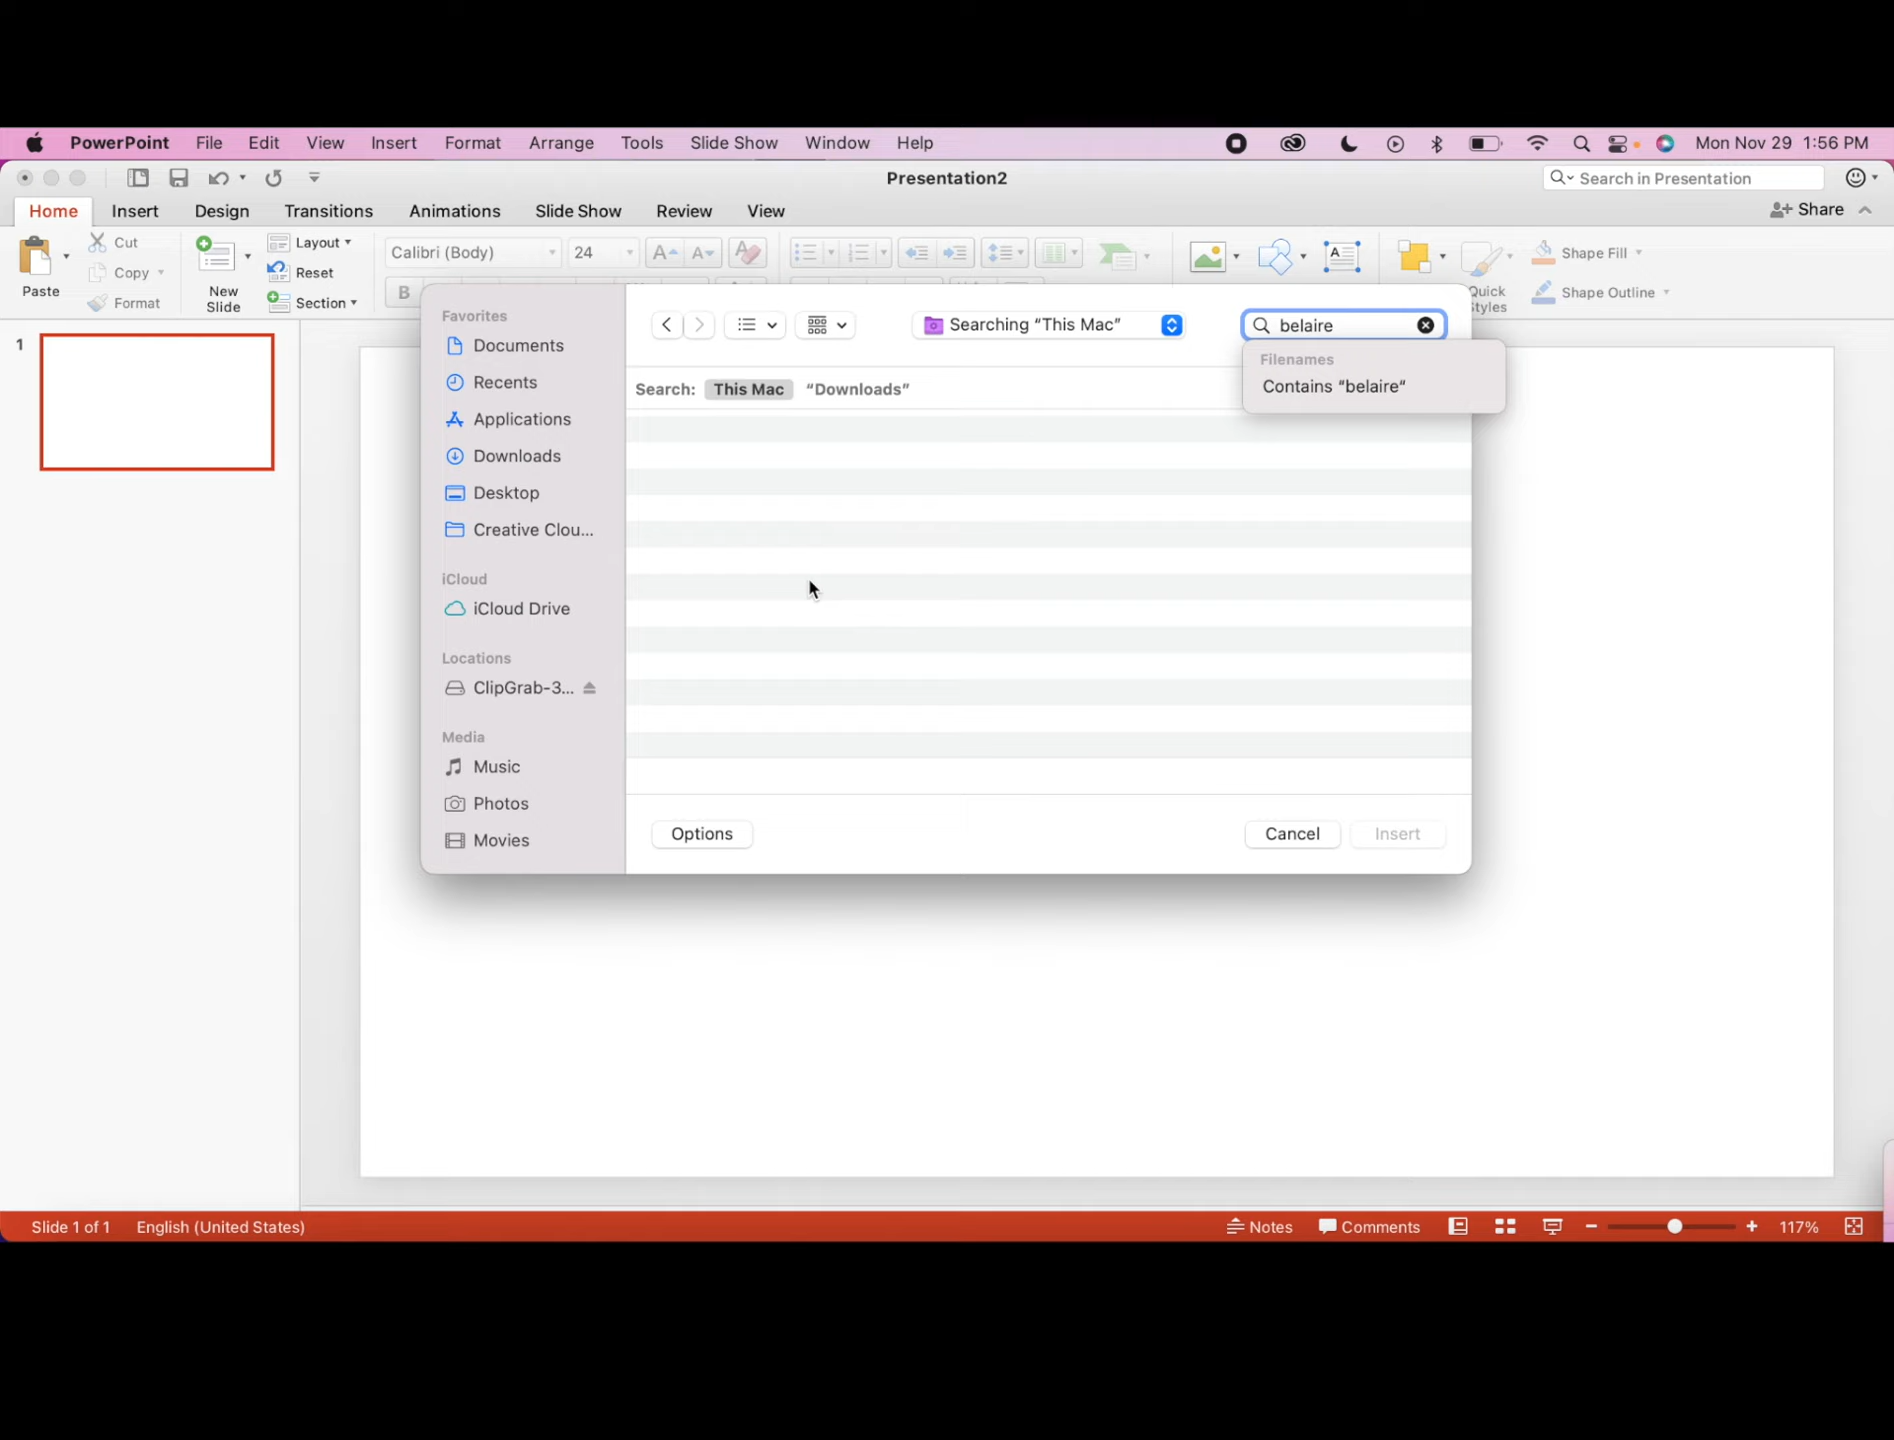 PowerPoint File Edit View Insert Format Arrange Tools Slide Show Window Help Mon Nov 29 1:56 PM
Presentation2
Search in Presentation
Home Insert Design Transitions Animations Slide Show Review View Share
Paste
Cut
Copy
Format
New
Slide
Layout
Reset
Section
Calibri (Body) 24
B
Quick
Styles
Shape Fill
Shape Outline
1
Favorites
Documents
Recents
Applications
Downloads
Desktop
Creative Clou...
iCloud
iCloud Drive
Locations
ClipGrab-3...
Media
Music
Photos
Movies
Searching "This Mac"
belaire
Filenames
Contains "belaire"
Search: This Mac "Downloads"
Options
Cancel
Insert
Slide 1 of 1 English (United States) Notes Comments 117%